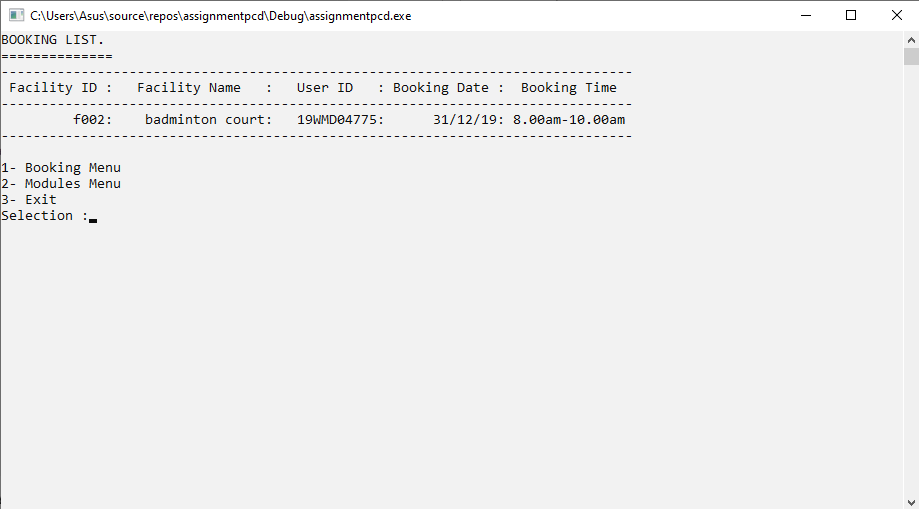 C:\Users\Asus\source\repos\assignmentpcd\Debug\assignmentpcd.exe
BOOKING LIST.
==============
-------------------------------------------------------------------------------
 Facility ID :   Facility Name   :   User ID   : Booking Date :  Booking Time
-------------------------------------------------------------------------------
         f002:    badminton court:   19WMD04775:      31/12/19: 8.00am-10.00am
-------------------------------------------------------------------------------
1- Booking Menu
2- Modules Menu
3- Exit
Selection :